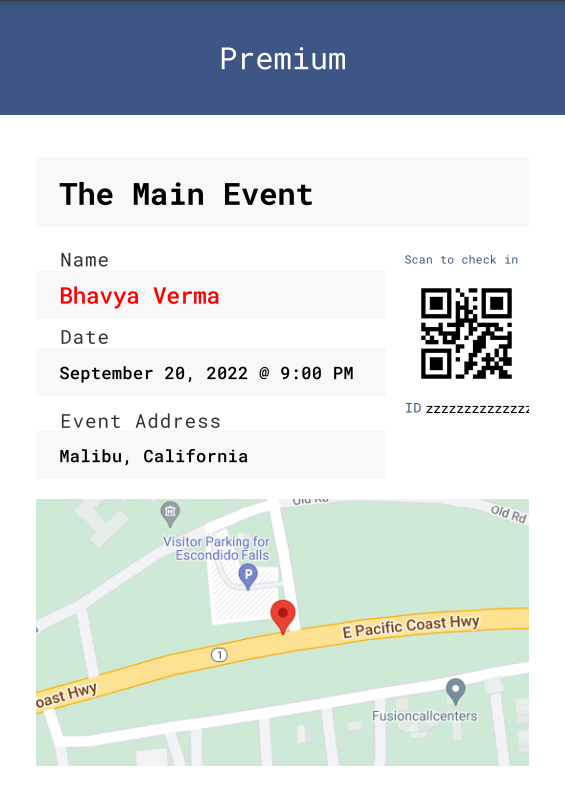 Premium
The Main Event
Name
Scan to check in
Bhavya Verma
Date
September 20, 2022 @ 9:00 PM
ID zzzzzzzzzzzzzz
Event Address
Malibu, California
Old Rd
Old Rd
Visitor Parking for
Escondido Falls
P
E Pacific Coast Hwy
1
oast Hwy
Fusioncallcenters